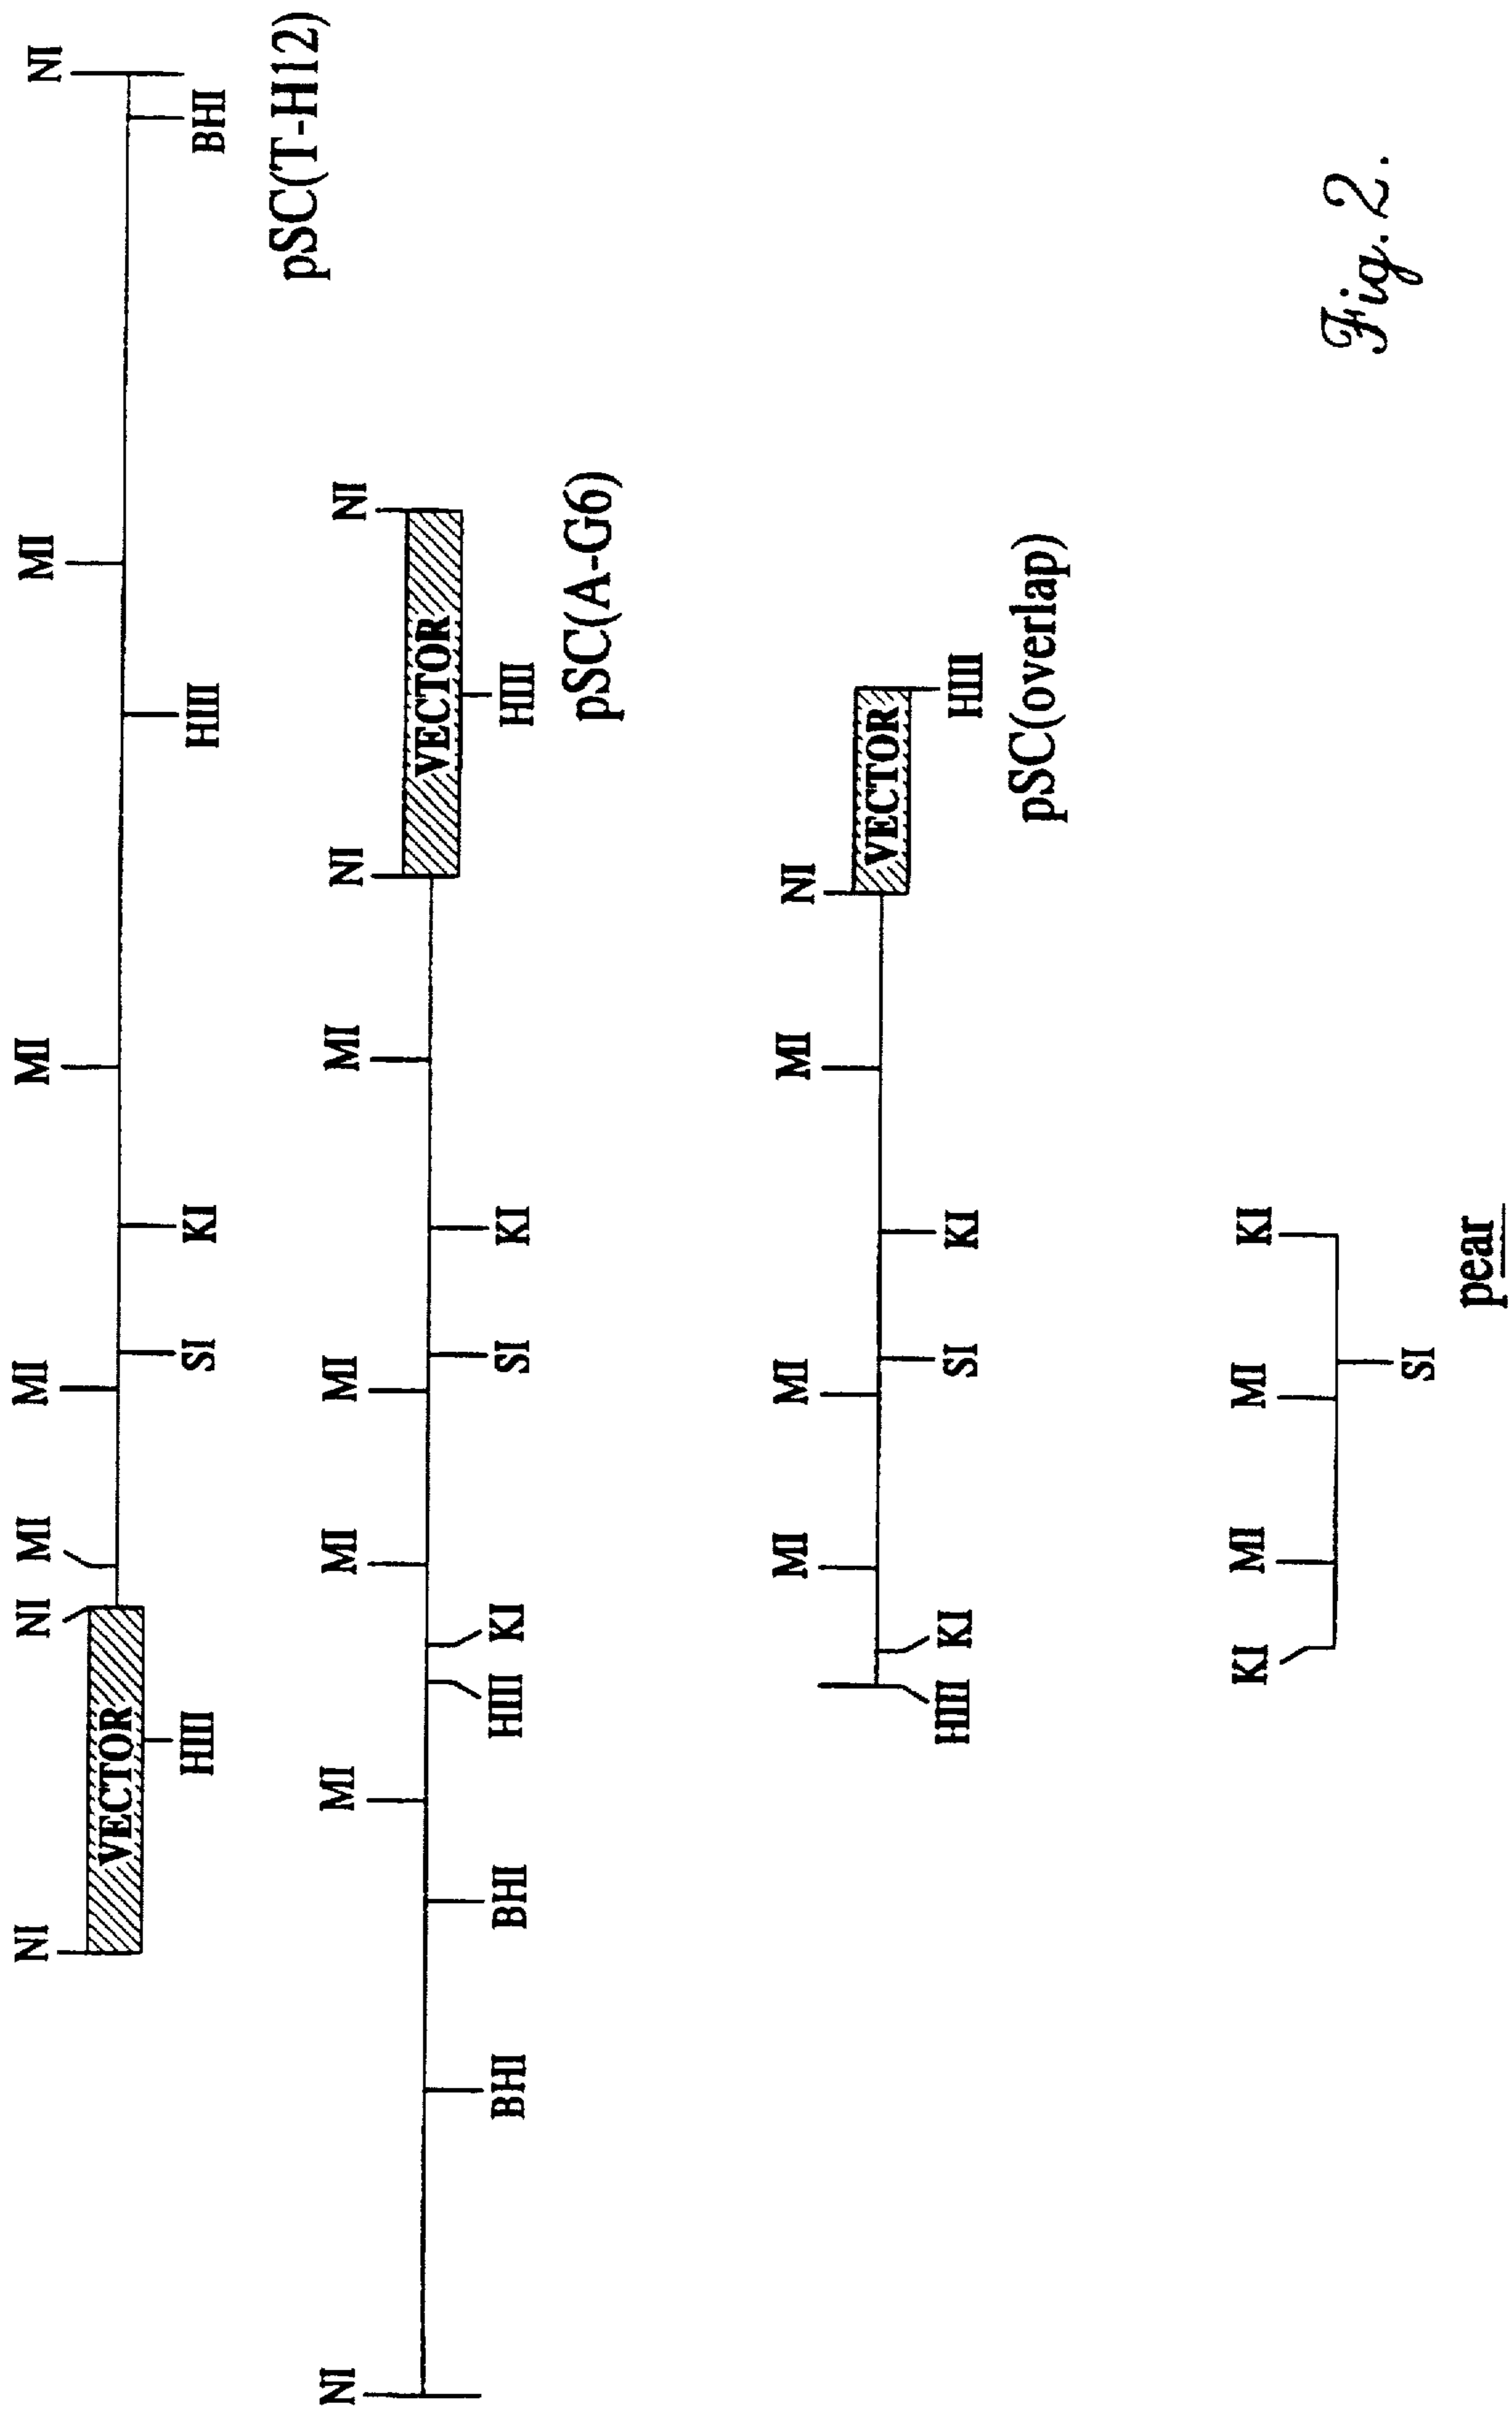 NI NI MI MI MI MI NI
VECTOR
HIII SI KI HIII BHI
pSC(T-H12)
NI MI MI MI MI NI NI
VECTOR
BHI BHI HIII KI SI KI HIII
pSC(A-G6)
MI MI MI NI
VECTOR
HIII KI SI KI HIII
pSC(overlap)
KI MI MI KI
SI
pear
Fig. 2.